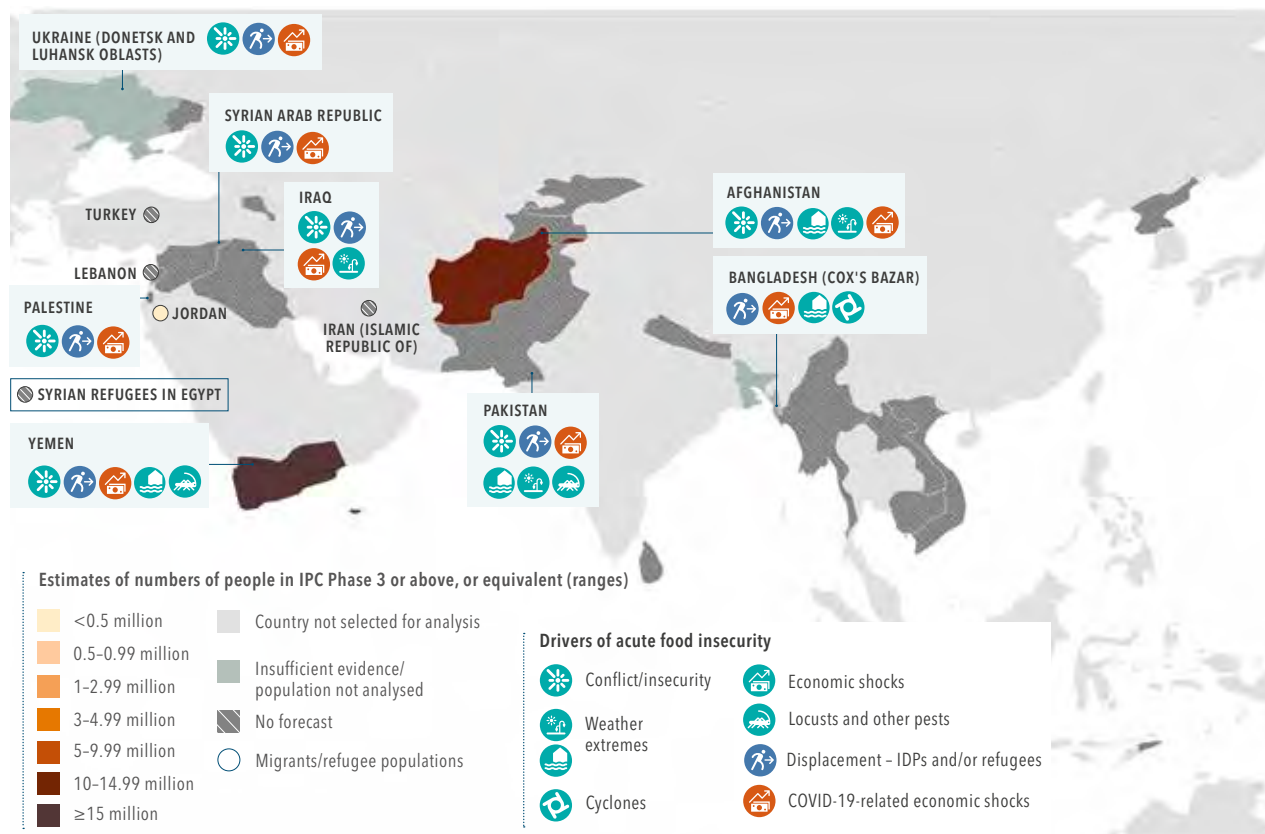 UKRAINE (DONETSK AND
LUHANSK OBLASTS)
SYRIAN ARAB REPUBLIC
IRAQ
TURKEY
LEBANON
PALESTINE
JORDAN
IRAN (ISLAMIC
REPUBLIC OF)
SYRIAN REFUGEES IN EGYPT
YEMEN
AFGHANISTAN
BANGLADESH (COX'S BAZAR)
PAKISTAN
Estimates of numbers of people in IPC Phase 3 or above, or equivalent (ranges)
<0.5 million
0.5–0.99 million
1–2.99 million
3–4.99 million
5–9.99 million
10–14.99 million
≥15 million
Country not selected for analysis
Insufficient evidence/
population not analysed
No forecast
Migrants/refugee populations
Drivers of acute food insecurity
Conflict/insecurity
Weather
extremes
Cyclones
Economic shocks
Locusts and other pests
Displacement – IDPs and/or refugees
COVID-19-related economic shocks